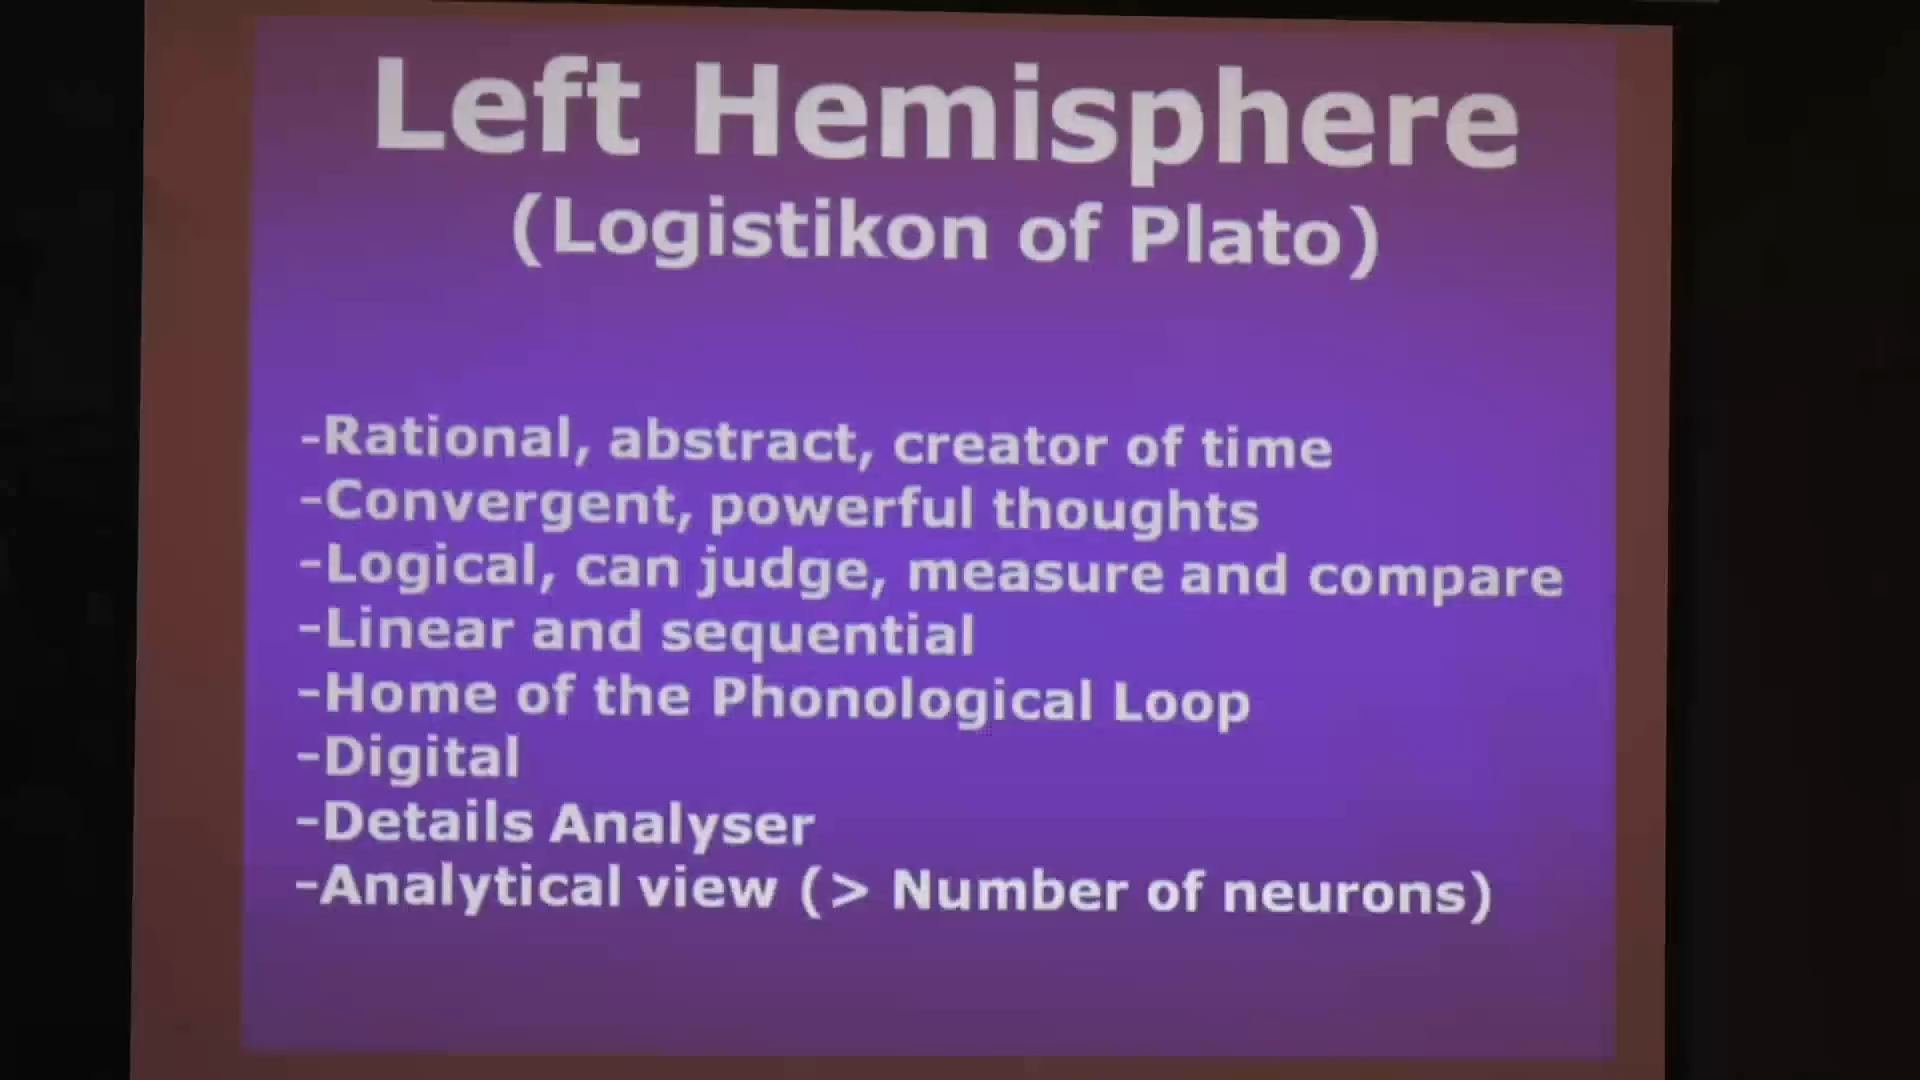 Left Hemisphere
(Logistikon of Plato)
-Rational, abstract, creator of time
-Convergent, powerful thoughts
-Logical, can judge, measure and compare
-Linear and sequential
-Home of the Phonological Loop
-Digital
-Details Analyser
-Analytical view (> Number of neurons)